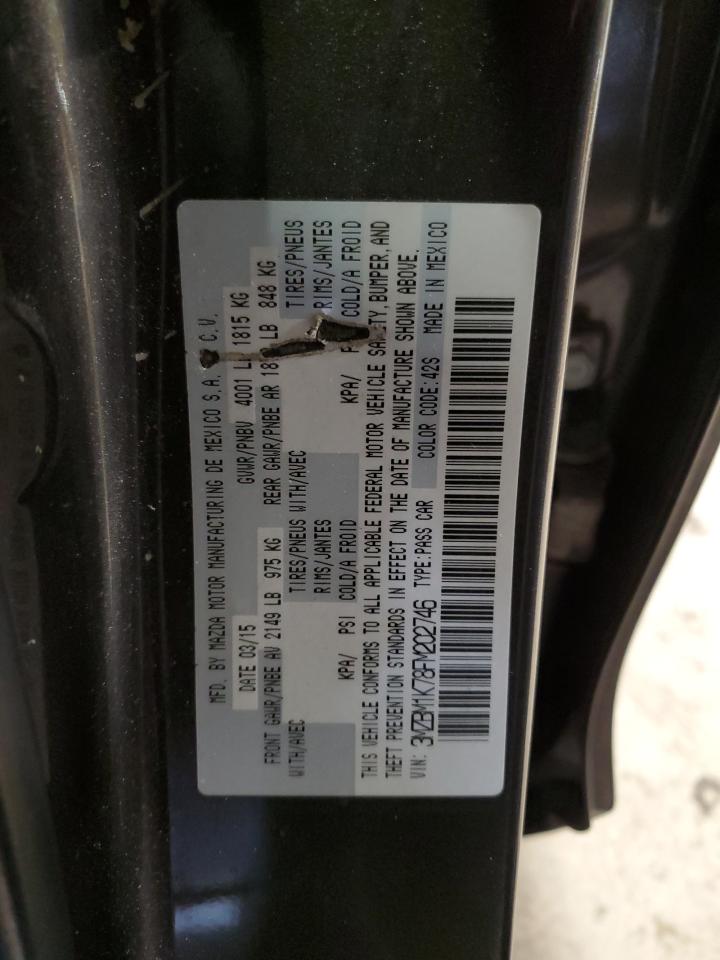 MFD. BY MAZDA MOTOR MANUFACTURING DE MEXICO S.A. C.V.
DATE 03/15 GVWR/PNBV 4001 LB 1815 KG
FRONT GAWR/PNBE AV 2149 LB 975 KG REAR GAWR/PNBE AR LB 848 KG
WITH/AVEC TIRES/PNEUS WITH/AVEC TIRES/PNEUS
RIMS/JANTES RIMS/JANTES
KPA/ PSI COLD/A FROID KPA/ COLD/A FROID
THIS VEHICLE CONFORMS TO ALL APPLICABLE FEDERAL MOTOR VEHICLE SAFETY, BUMPER, AND
THEFT PREVENTION STANDARDS IN EFFECT ON THE DATE OF MANUFACTURE SHOWN ABOVE.
VIN: 3MZBM1K78FM202746 TYPE:PASS CAR COLOR CODE:42S MADE IN MEXICO